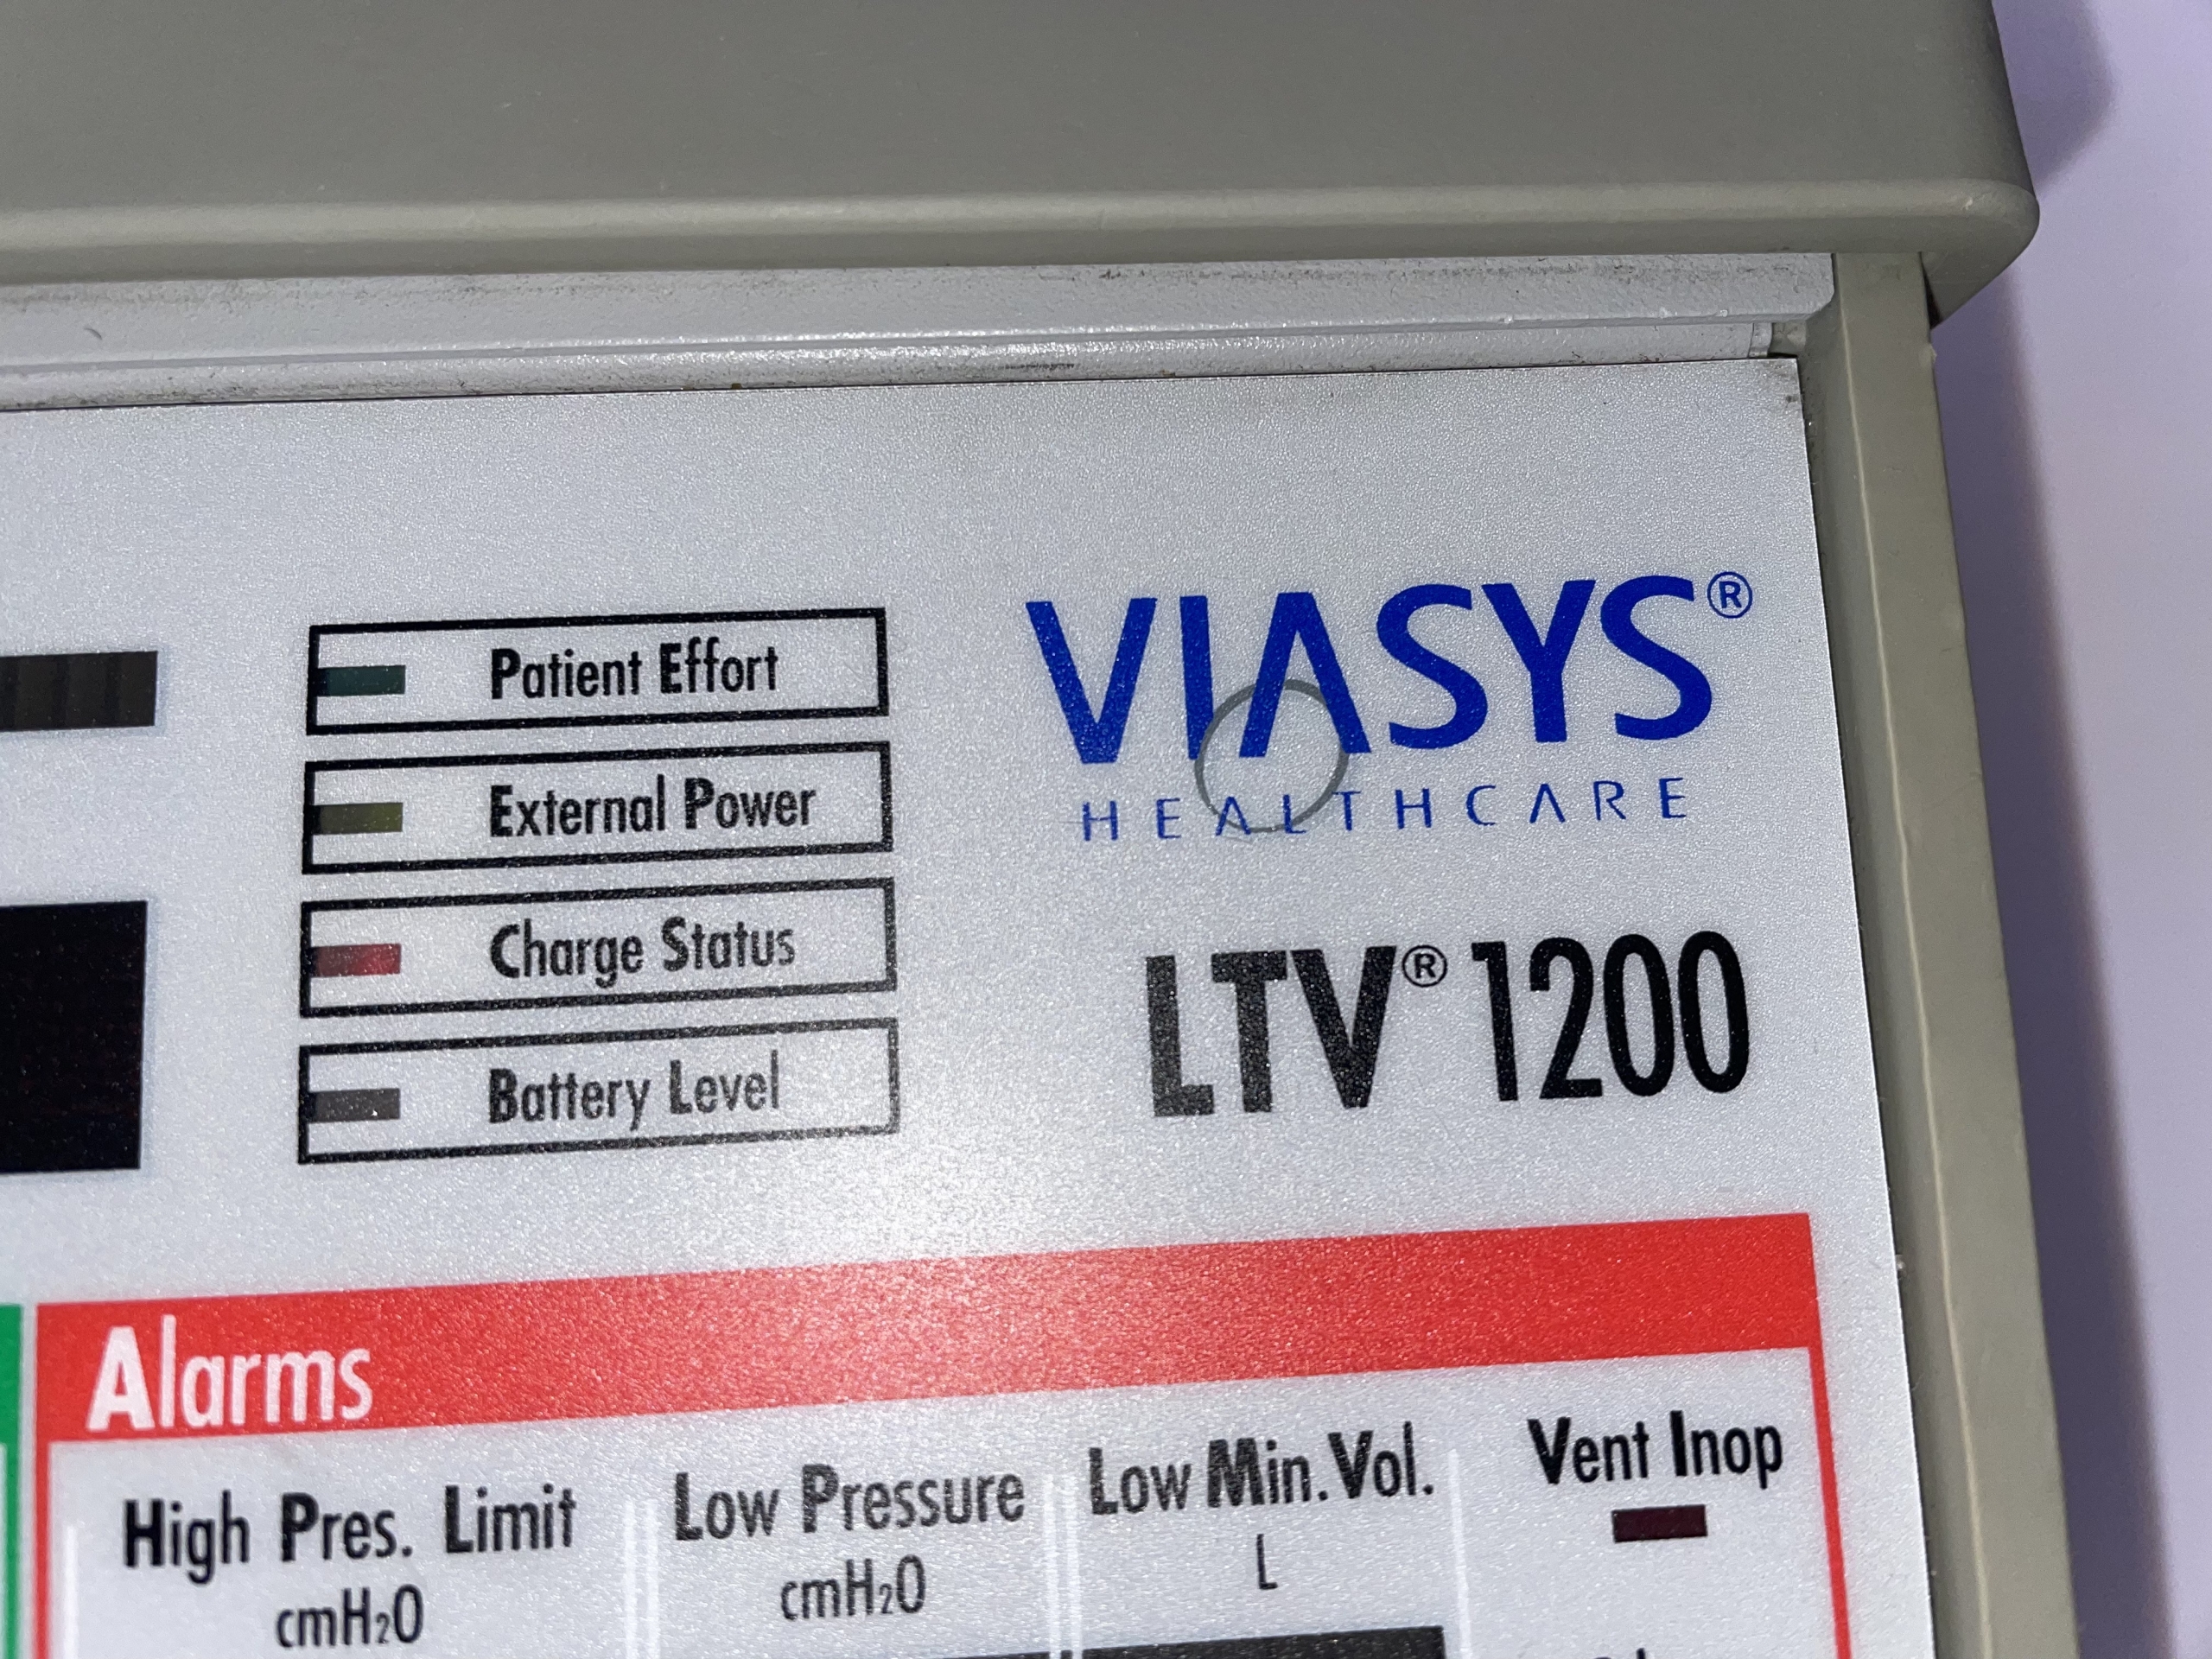 Patient Effort
External Power
Charge Status
Battery Level
VIASYS®
HEALTHCARE
LTV® 1200
Alarms
High Pres. Limit
cmH₂O
Low Pressure
cmH₂O
Low Min. Vol.
L
Vent Inop